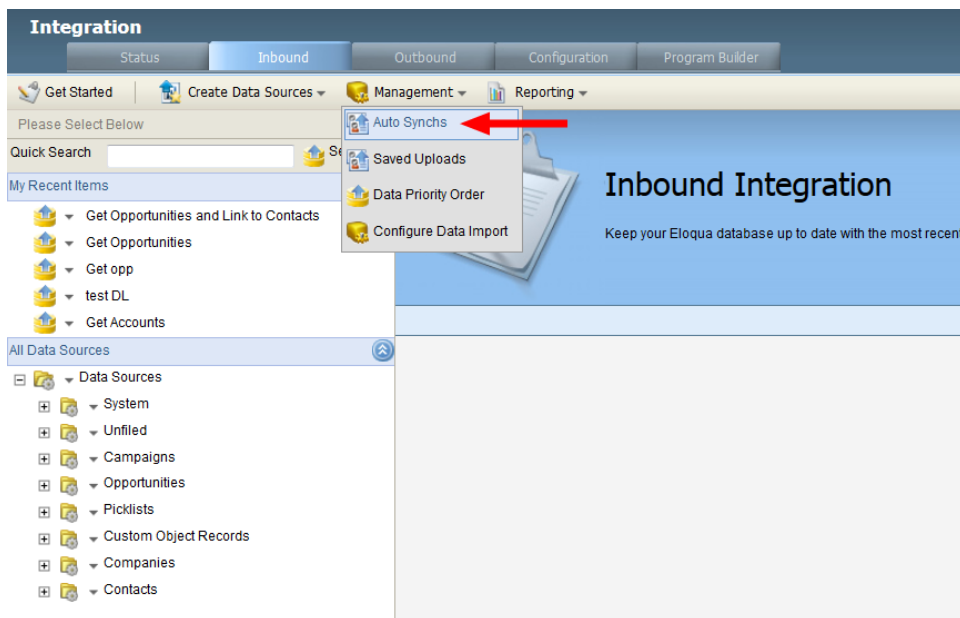 Integration
Status Inbound Outbound Configuration Program Builder
Get Started Create Data Sources Management Reporting
Please Select Below
Auto Synchs
Quick Search
Saved Uploads
My Recent Items
Data Priority Order
Inbound Integration
Get Opportunities and Link to Contacts
Configure Data Import
Keep your Eloqua database up to date with the most recent
Get Opportunities
Get opp
test DL
Get Accounts
All Data Sources
Data Sources
System
Unfiled
Campaigns
Opportunities
Picklists
Custom Object Records
Companies
Contacts